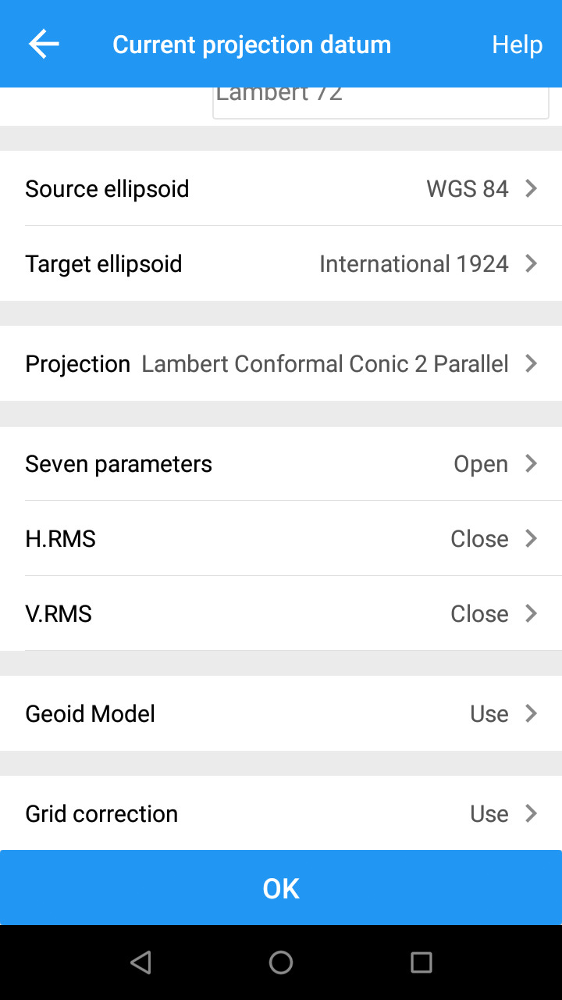 Current projection datum
Help
Lambert 72
Source ellipsoid WGS 84
Target ellipsoid International 1924
Projection Lambert Conformal Conic 2 Parallel
Seven parameters Open
H.RMS Close
V.RMS Close
Geoid Model Use
Grid correction Use
OK